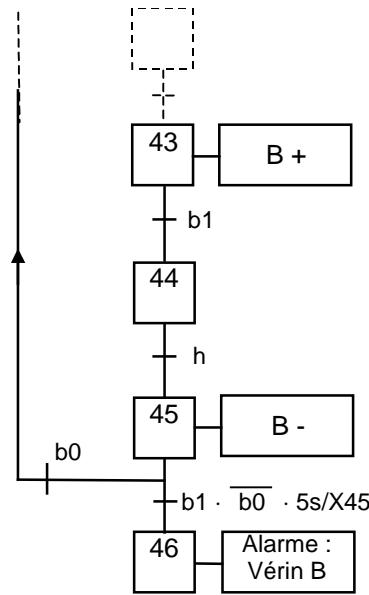 43
B +
b1
44
h
45
B -
b0
b1 · b0̅ · 5s/X45
46
Alarme :
Vérin B